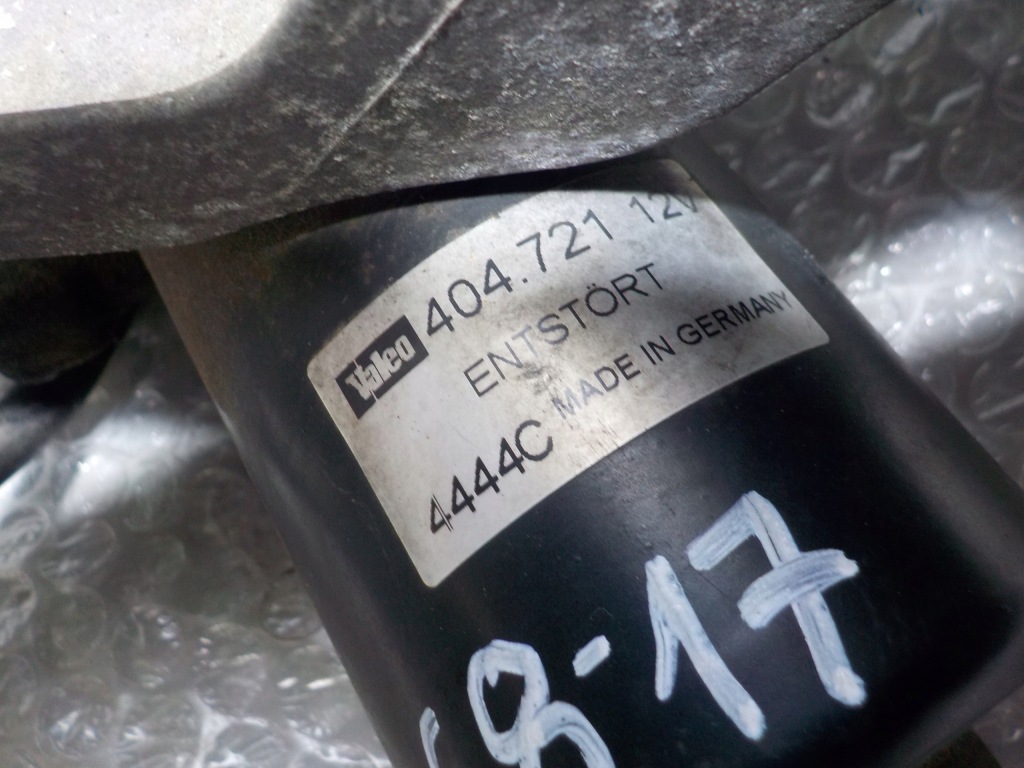 Valeo 404.721 12V
ENTSTÖRT
4444C MADE IN GERMANY
8-17